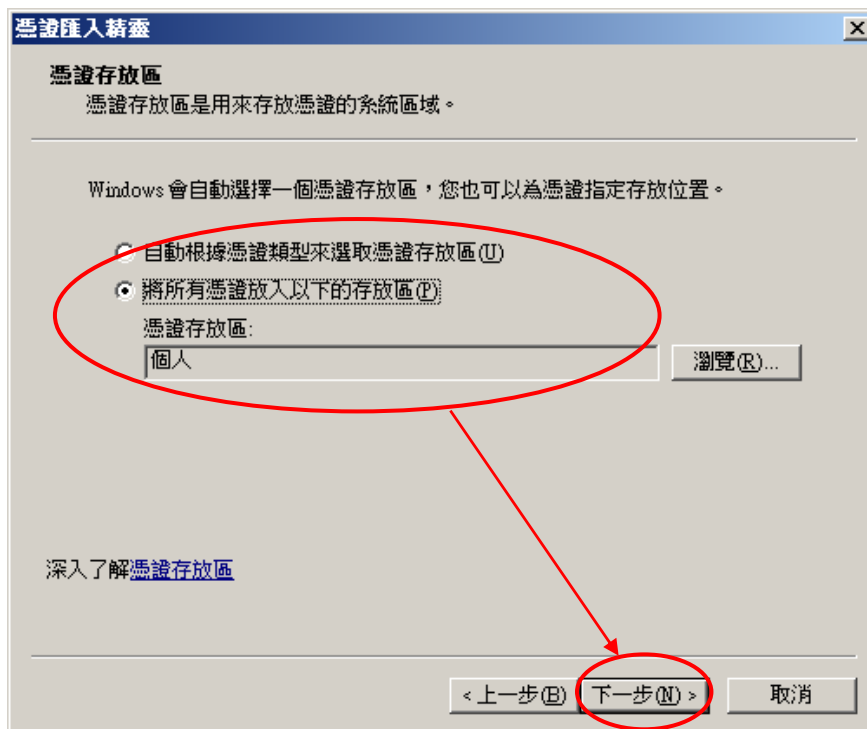 憑證匯入精靈
憑證存放區
憑證存放區是用來存放憑證的系統區域。
Windows 會自動選擇一個憑證存放區，您也可以為憑證指定存放位置。
自動根據憑證類型來選取憑證存放區(U)
將所有憑證放入以下的存放區(P)
憑證存放區:
個人
瀏覽(R)...
深入了解憑證存放區
< 上一步(B)
下一步(N) >
取消